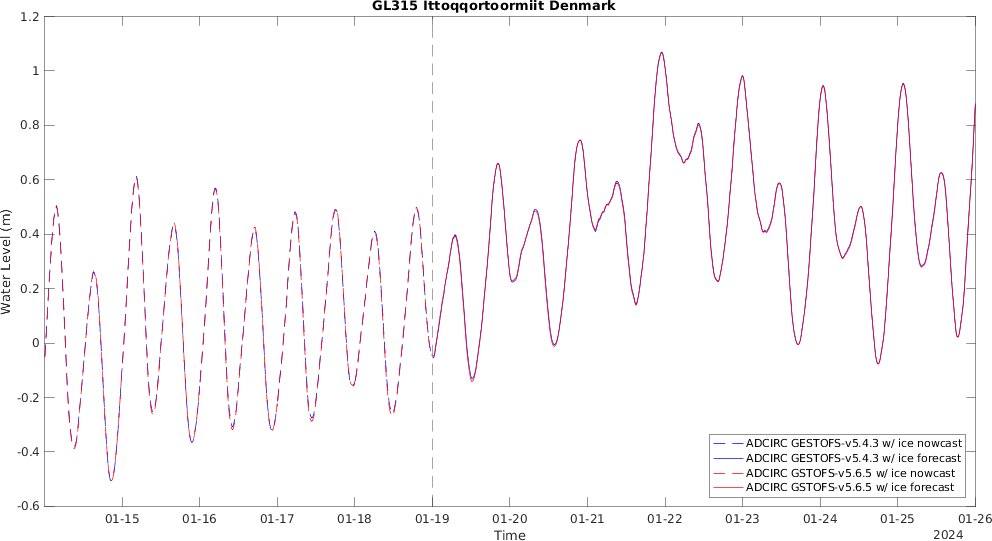 GL315 Ittoqqortoormiit Denmark
1.2
1
0.8
0.6
0.4
0.2
0
-0.2
-0.4
-0.6
Water Level (m)
ADCIRC GESTOFS-v5.4.3 w/ ice nowcast
ADCIRC GESTOFS-v5.4.3 w/ ice forecast
ADCIRC GSTOFS-v5.6.5 w/ ice nowcast
ADCIRC GSTOFS-v5.6.5 w/ ice forecast
01-15 01-16 01-17 01-18 01-19 01-20 01-21 01-22 01-23 01-24 01-25 01-26
Time
2024